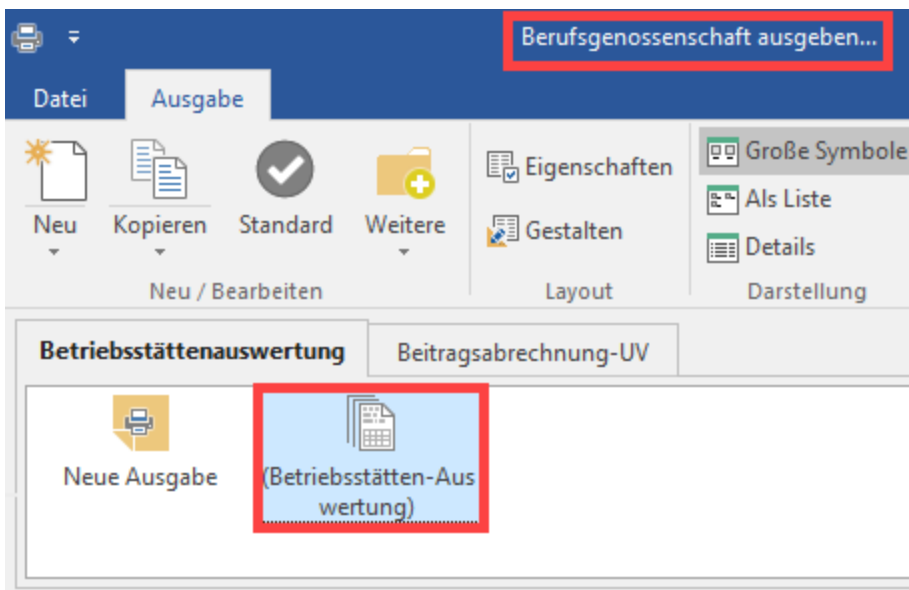 Berufsgenossenschaft ausgeben...
Datei Ausgabe
Neu Kopieren Standard Weitere
Eigenschaften
Gestalten
Große Symbole
Als Liste
Details
Neu / Bearbeiten Layout Darstellung
Betriebsstättenauswertung Beitragsabrechnung-UV
Neue Ausgabe
(Betriebsstätten-Aus
wertung)